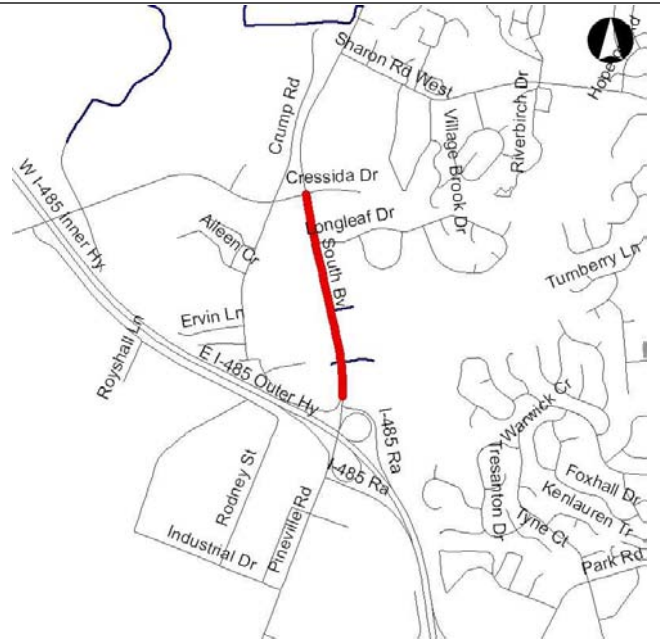 Sharon Rd West
Crump Rd
Riverbirch Dr
Village Brook Dr
W I-485 Inner Hy
Cressida Dr
Longleaf Dr
Aileen Cr
South Bv
Turnberry Ln
Ervin Ln
Royshall Ln
E I-485 Outer Hy
Warwick Cr
I-485 Ra
I-485 Ra
Tresanton Dr
Foxhall Dr
Rodney St
Pineville Rd
Kenlauren Tr
Tyne Ct
Industrial Dr
Park Rd